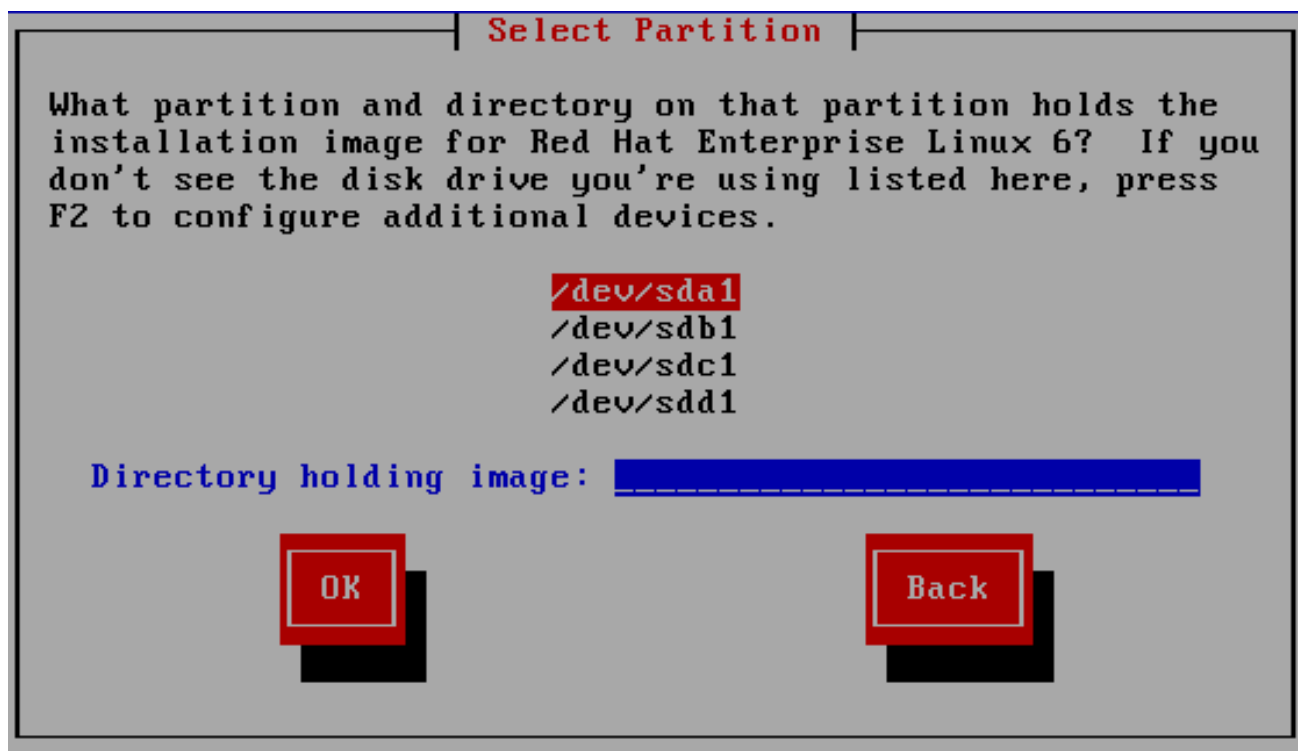 Select Partition
What partition and directory on that partition holds the
installation image for Red Hat Enterprise Linux 6?  If you
don't see the disk drive you're using listed here, press
F2 to configure additional devices.
/dev/sda1
/dev/sdb1
/dev/sdc1
/dev/sdd1
Directory holding image:
OK
Back